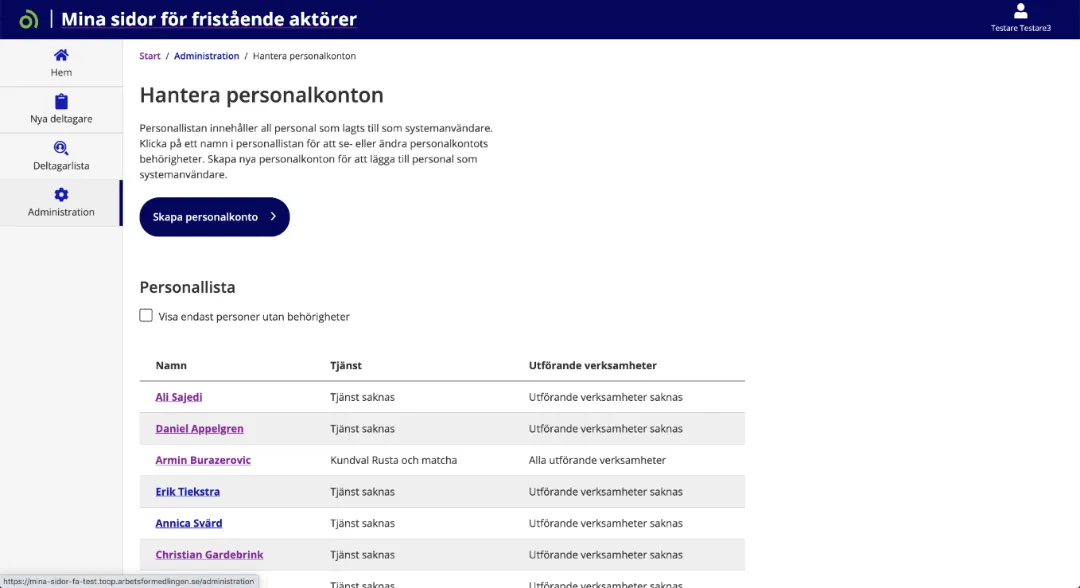 Mina sidor för fristående aktörer
Testare Testare3
Hem
Nya deltagare
Deltagarlista
Administration
Start / Administration / Hantera personalkonton
Hantera personalkonton
Personallistan innehåller all personal som lagts till som systemanvändare.
Klicka på ett namn i personallistan för att se- eller ändra personalkontots
behörigheter. Skapa nya personalkonton för att lägga till personal som
systemanvändare.
Skapa personalkonto
Personallista
Visa endast personer utan behörigheter
Namn Tjänst Utförande verksamheter
Ali Sajedi Tjänst saknas Utförande verksamheter saknas
Daniel Appelgren Tjänst saknas Utförande verksamheter saknas
Armin Burazerovic Kundval Rusta och matcha Alla utförande verksamheter
Erik Tiekstra Tjänst saknas Utförande verksamheter saknas
Annica Svärd Tjänst saknas Utförande verksamheter saknas
Christian Gardebrink Tjänst saknas Utförande verksamheter saknas
Tjänst saknas Utförande verksamheter saknas
https://mina-sidor-fa-test.tocp.arbetsformedlingen.se/administration